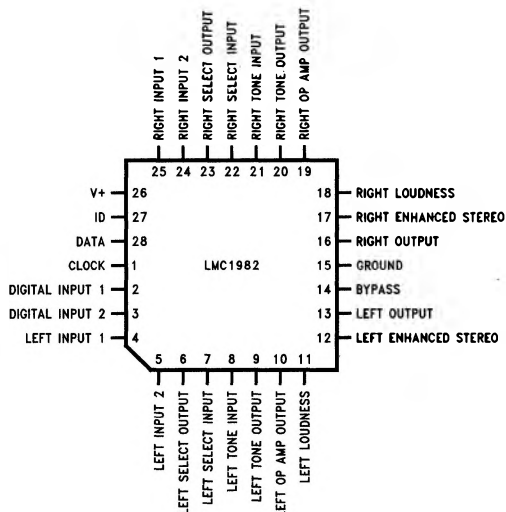 RIGHT INPUT 1
RIGHT INPUT 2
RIGHT SELECT OUTPUT
RIGHT SELECT INPUT
RIGHT TONE INPUT
RIGHT TONE OUTPUT
RIGHT OP AMP OUTPUT
25 24 23 22 21 20 19
V+ 26
ID 27
DATA 28
CLOCK 1
DIGITAL INPUT 1 2
DIGITAL INPUT 2 3
LEFT INPUT 1 4
LMC1982
18 RIGHT LOUDNESS
17 RIGHT ENHANCED STEREO
16 RIGHT OUTPUT
15 GROUND
14 BYPASS
13 LEFT OUTPUT
12 LEFT ENHANCED STEREO
5 6 7 8 9 10 11
LEFT INPUT 2
LEFT SELECT OUTPUT
LEFT SELECT INPUT
LEFT TONE INPUT
LEFT TONE OUTPUT
LEFT OP AMP OUTPUT
LEFT LOUDNESS